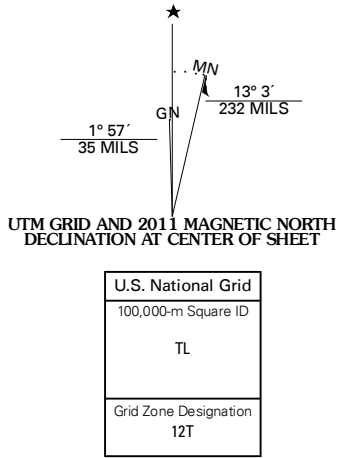 ★
MN
13° 3´
232 MILS
GN
1° 57´
35 MILS
UTM GRID AND 2011 MAGNETIC NORTH
DECLINATION AT CENTER OF SHEET
U.S. National Grid
100,000-m Square ID
TL
Grid Zone Designation
12T